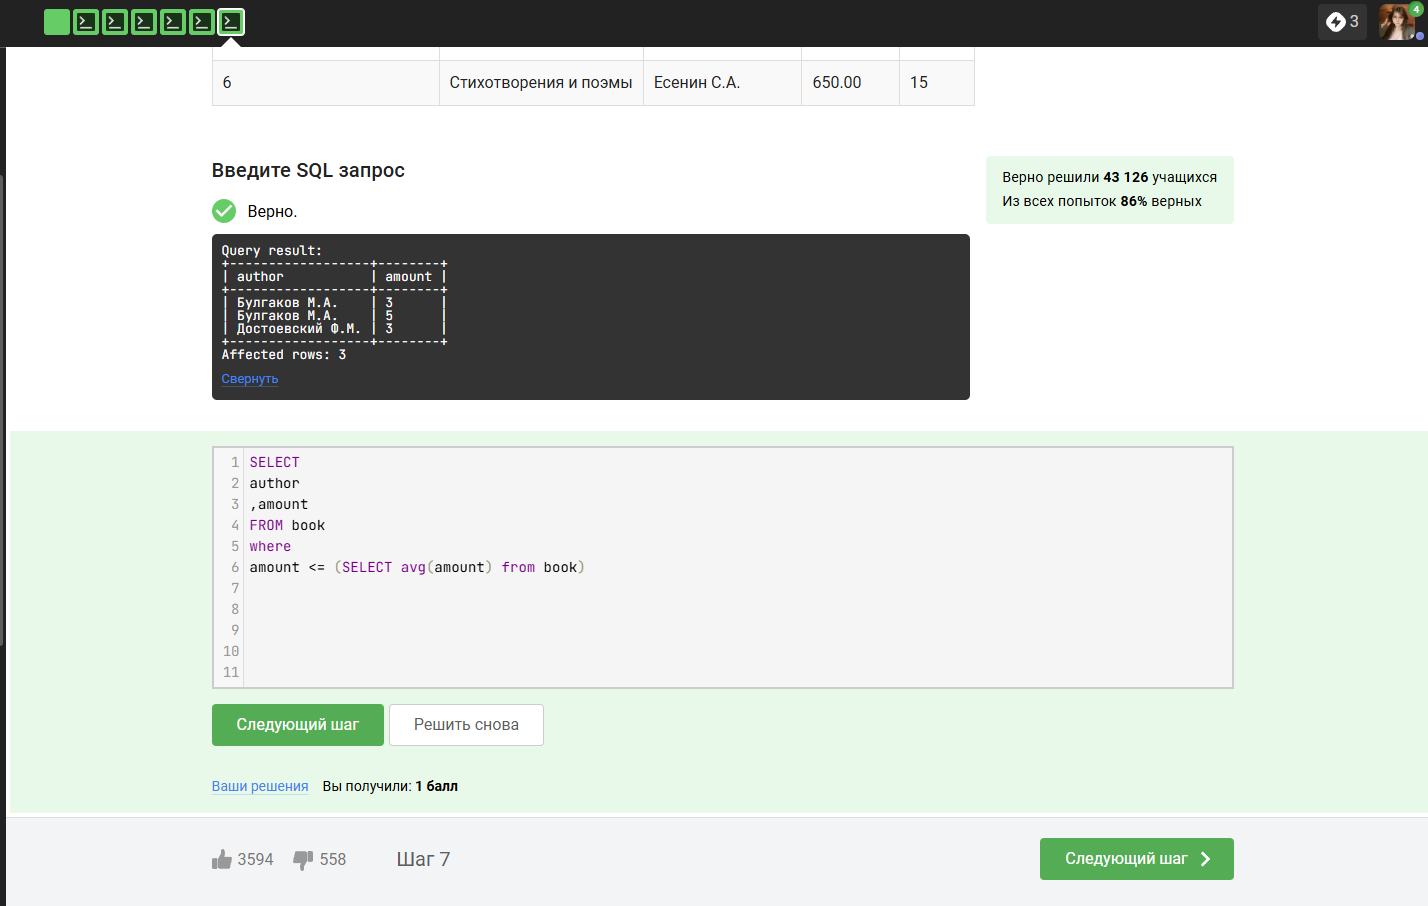 3
4
6 Стихотворения и поэмы Есенин С.А. 650.00 15
Введите SQL запрос
Верно решили 43 126 учащихся
Из всех попыток 86% верных
Верно.
Query result:
+------------------+--------+
| author           | amount |
+------------------+--------+
| Булгаков М.А.    | 3      |
| Булгаков М.А.    | 5      |
| Достоевский Ф.М. | 3      |
+------------------+--------+
Affected rows: 3
Свернуть
1 SELECT
2 author
3 ,amount
4 FROM book
5 where
6 amount <= (SELECT avg(amount) from book)
7
8
9
10
11
Следующий шаг Решить снова
Ваши решения Вы получили: 1 балл
3594 558 Шаг 7 Следующий шаг